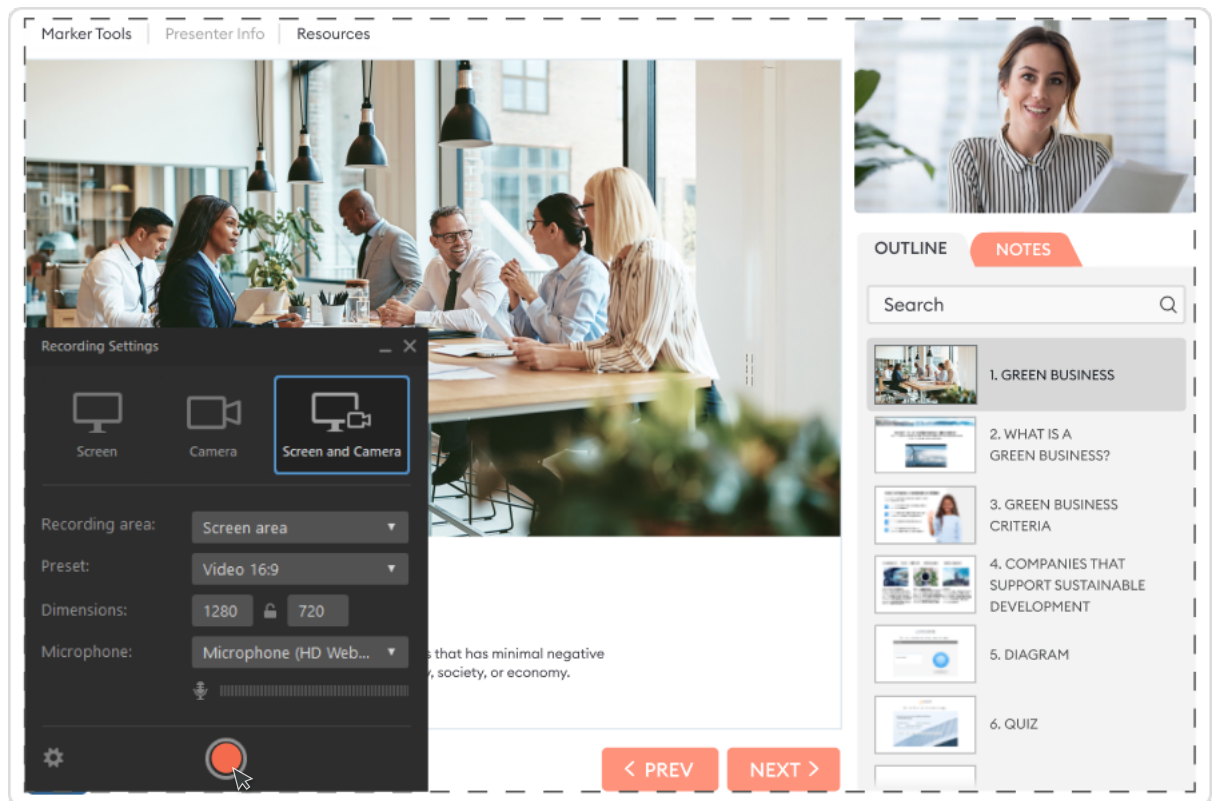 Marker Tools
Presenter Info
Resources
Recording Settings
Screen
Camera
Screen and Camera
Recording area:
Screen area
Preset:
Video 16:9
Dimensions:
1280
720
Microphone:
Microphone (HD Web...
that has minimal negative
, society, or economy.
< PREV
NEXT >
OUTLINE
NOTES
Search
1. GREEN BUSINESS
2. WHAT IS A
GREEN BUSINESS?
3. GREEN BUSINESS
CRITERIA
4. COMPANIES THAT
SUPPORT SUSTAINABLE
DEVELOPMENT
5. DIAGRAM
6. QUIZ